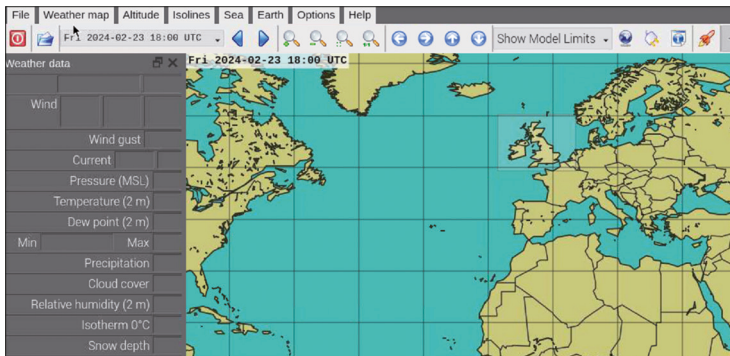 File Weather map Altitude Isolines Sea Earth Options Help
Fri 2024-02-23 18:00 UTC Show Model Limits
Weather data Fri 2024-02-23 18:00 UTC
Wind
Wind gust
Current
Pressure (MSL)
Temperature (2 m)
Dew point (2 m)
Min Max
Precipitation
Cloud cover
Relative humidity (2 m)
Isotherm 0°C
Snow depth